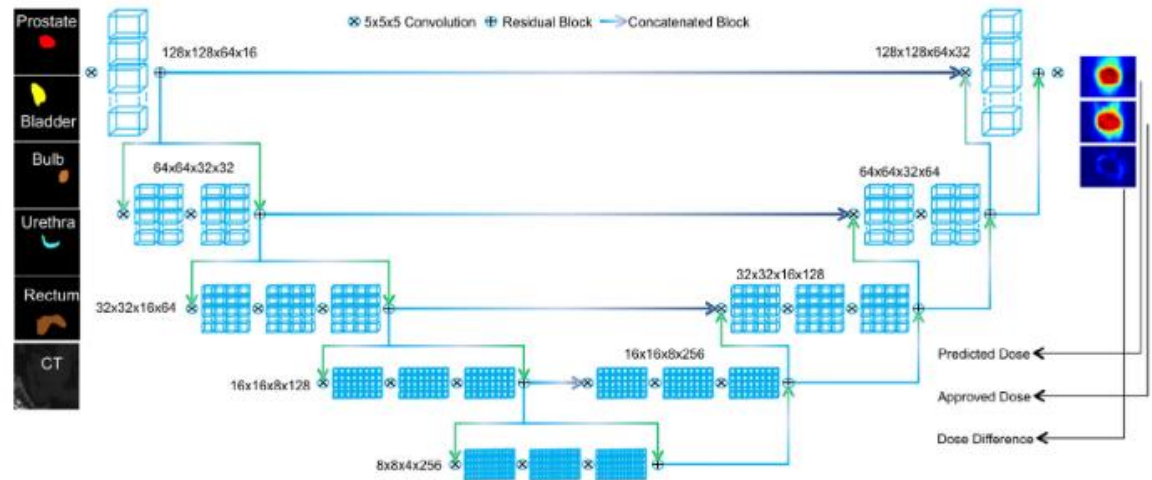 Prostate
Bladder
Bulb
Urethra
Rectum
CT
5x5x5 Convolution
Residual Block
Concatenated Block
128x128x64x16
128x128x64x32
64x64x32x32
64x64x32x64
32x32x16x64
32x32x16x128
16x16x8x128
16x16x8x256
8x8x4x256
Predicted Dose
Approved Dose
Dose Difference